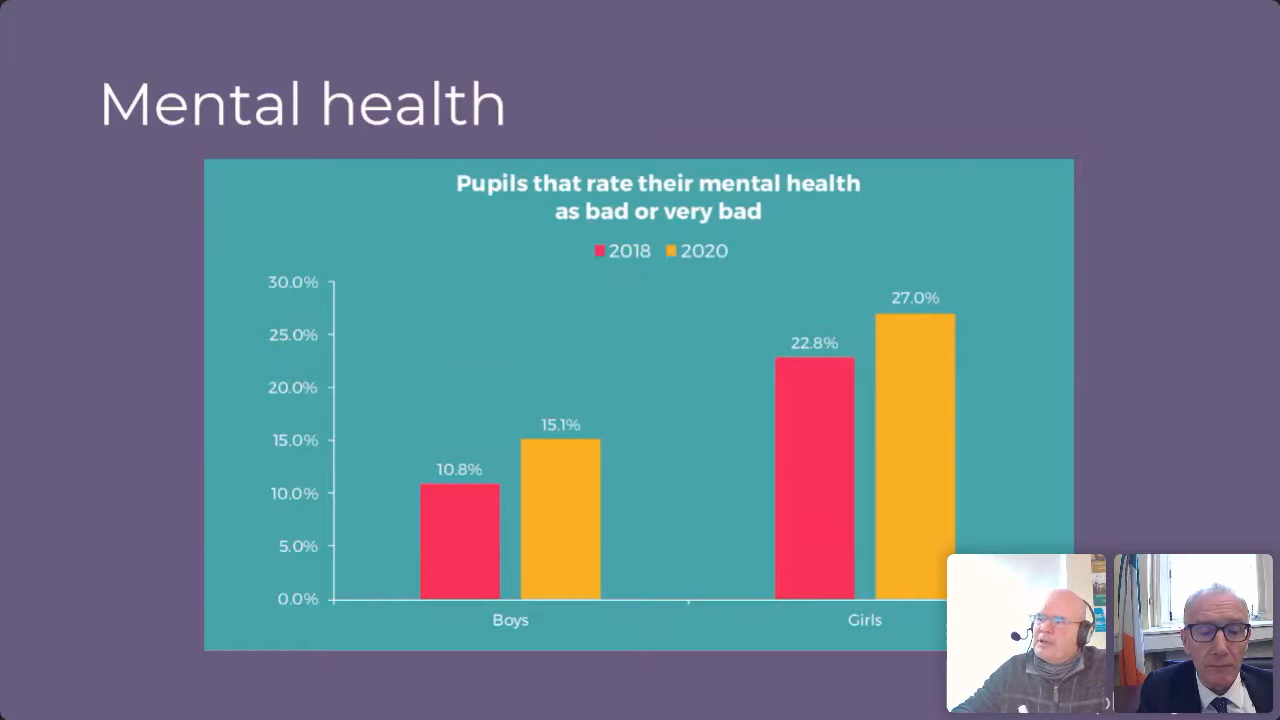 Mental health
Pupils that rate their mental health
as bad or very bad
2018 2020
30.0%
25.0%
20.0%
15.0%
10.0%
5.0%
0.0%
10.8%
15.1%
22.8%
27.0%
Boys
Girls